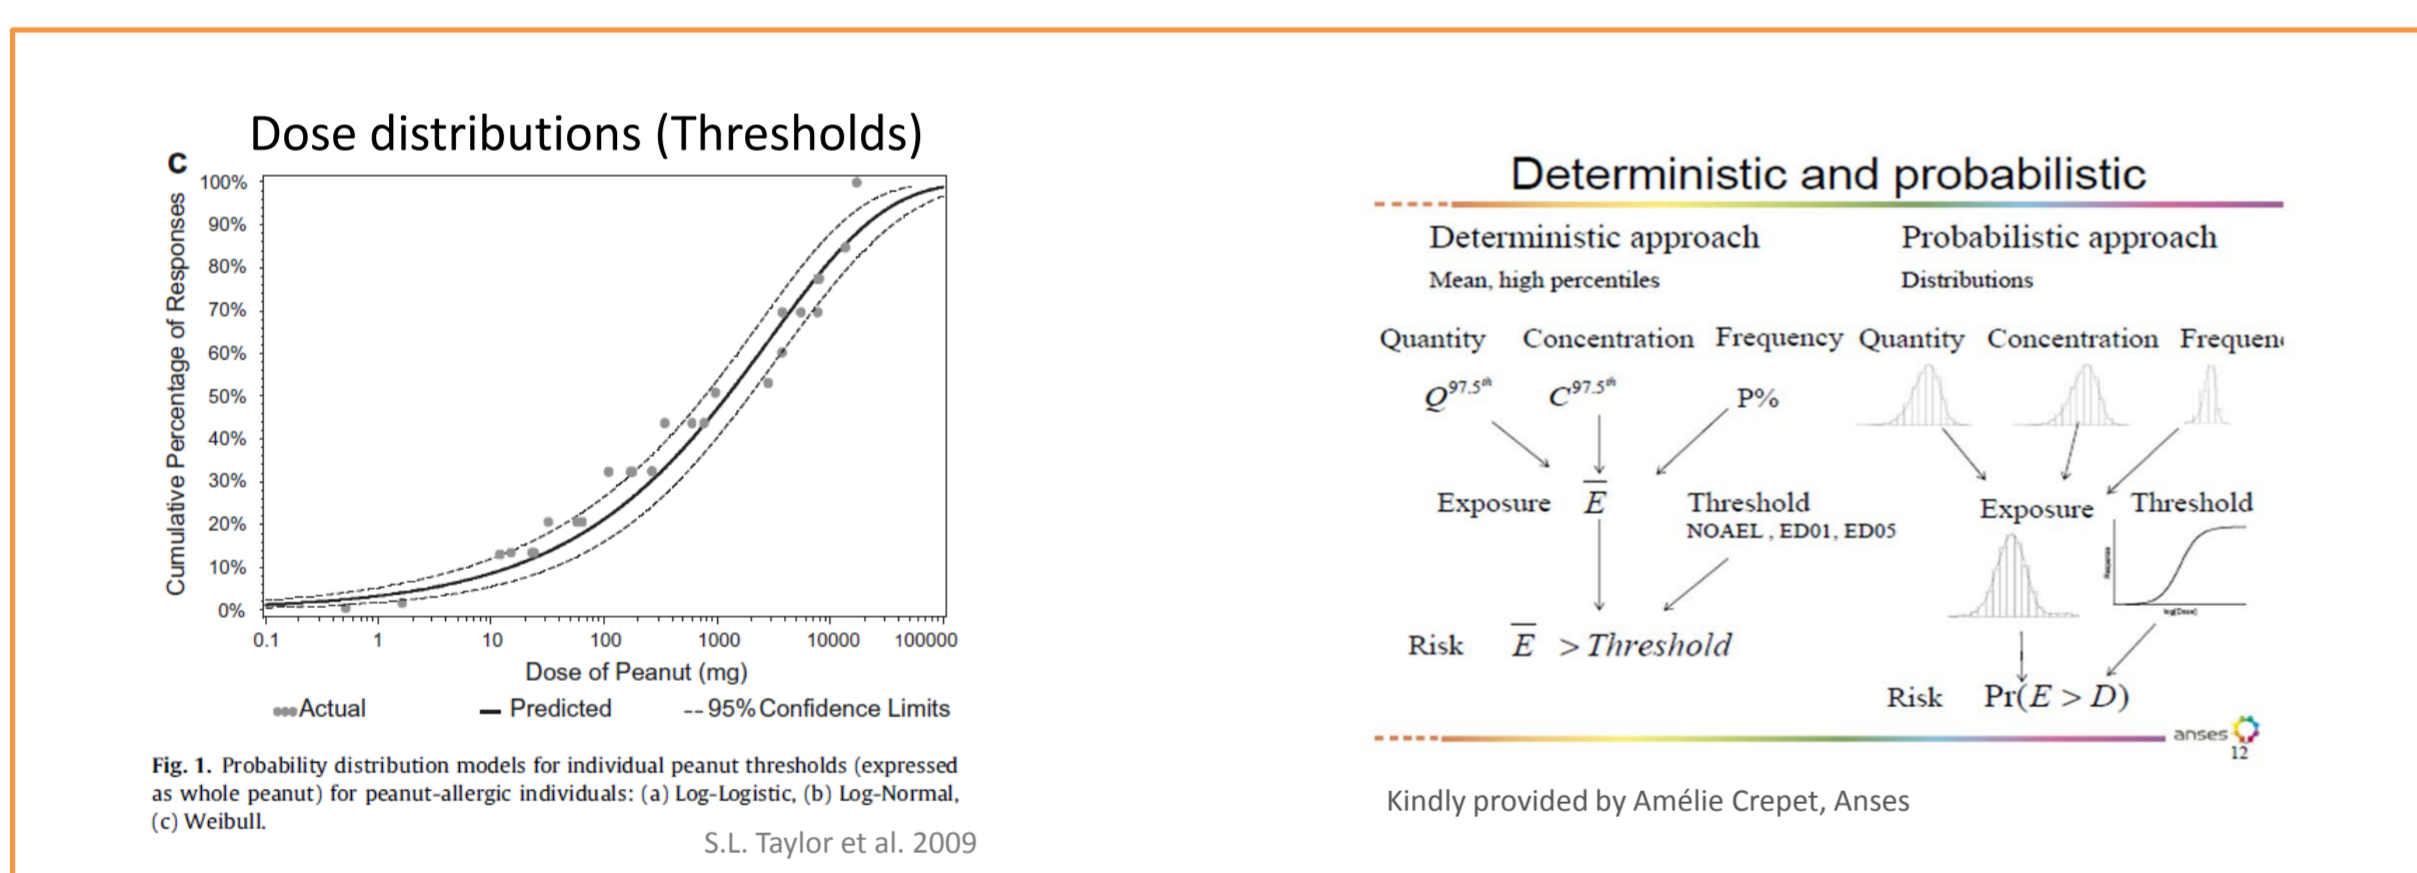 Dose distributions (Thresholds)
C
Cumulative Percentage of Responses
100%
90%
80%
70%
60%
50%
40%
30%
20%
10%
0%
0.1 1 10 100 1000 10000 100000
Dose of Peanut (mg)
Actual Predicted 95% Confidence Limits
Fig. 1. Probability distribution models for individual peanut thresholds (expressed
as whole peanut) for peanut-allergic individuals: (a) Log-Logistic, (b) Log-Normal,
(c) Weibull.
S.L. Taylor et al. 2009
Deterministic and probabilistic
Deterministic approach Probabilistic approach
Mean, high percentiles Distributions
Quantity Concentration Frequency Quantity Concentration Frequen
Q97.5th C97.5th P%
Exposure E Threshold
NOAEL , ED01, ED05
Exposure Threshold
Response
log(Dose)
Risk E > Threshold
Risk Pr(E > D)
anses
12
Kindly provided by Amélie Crepet, Anses